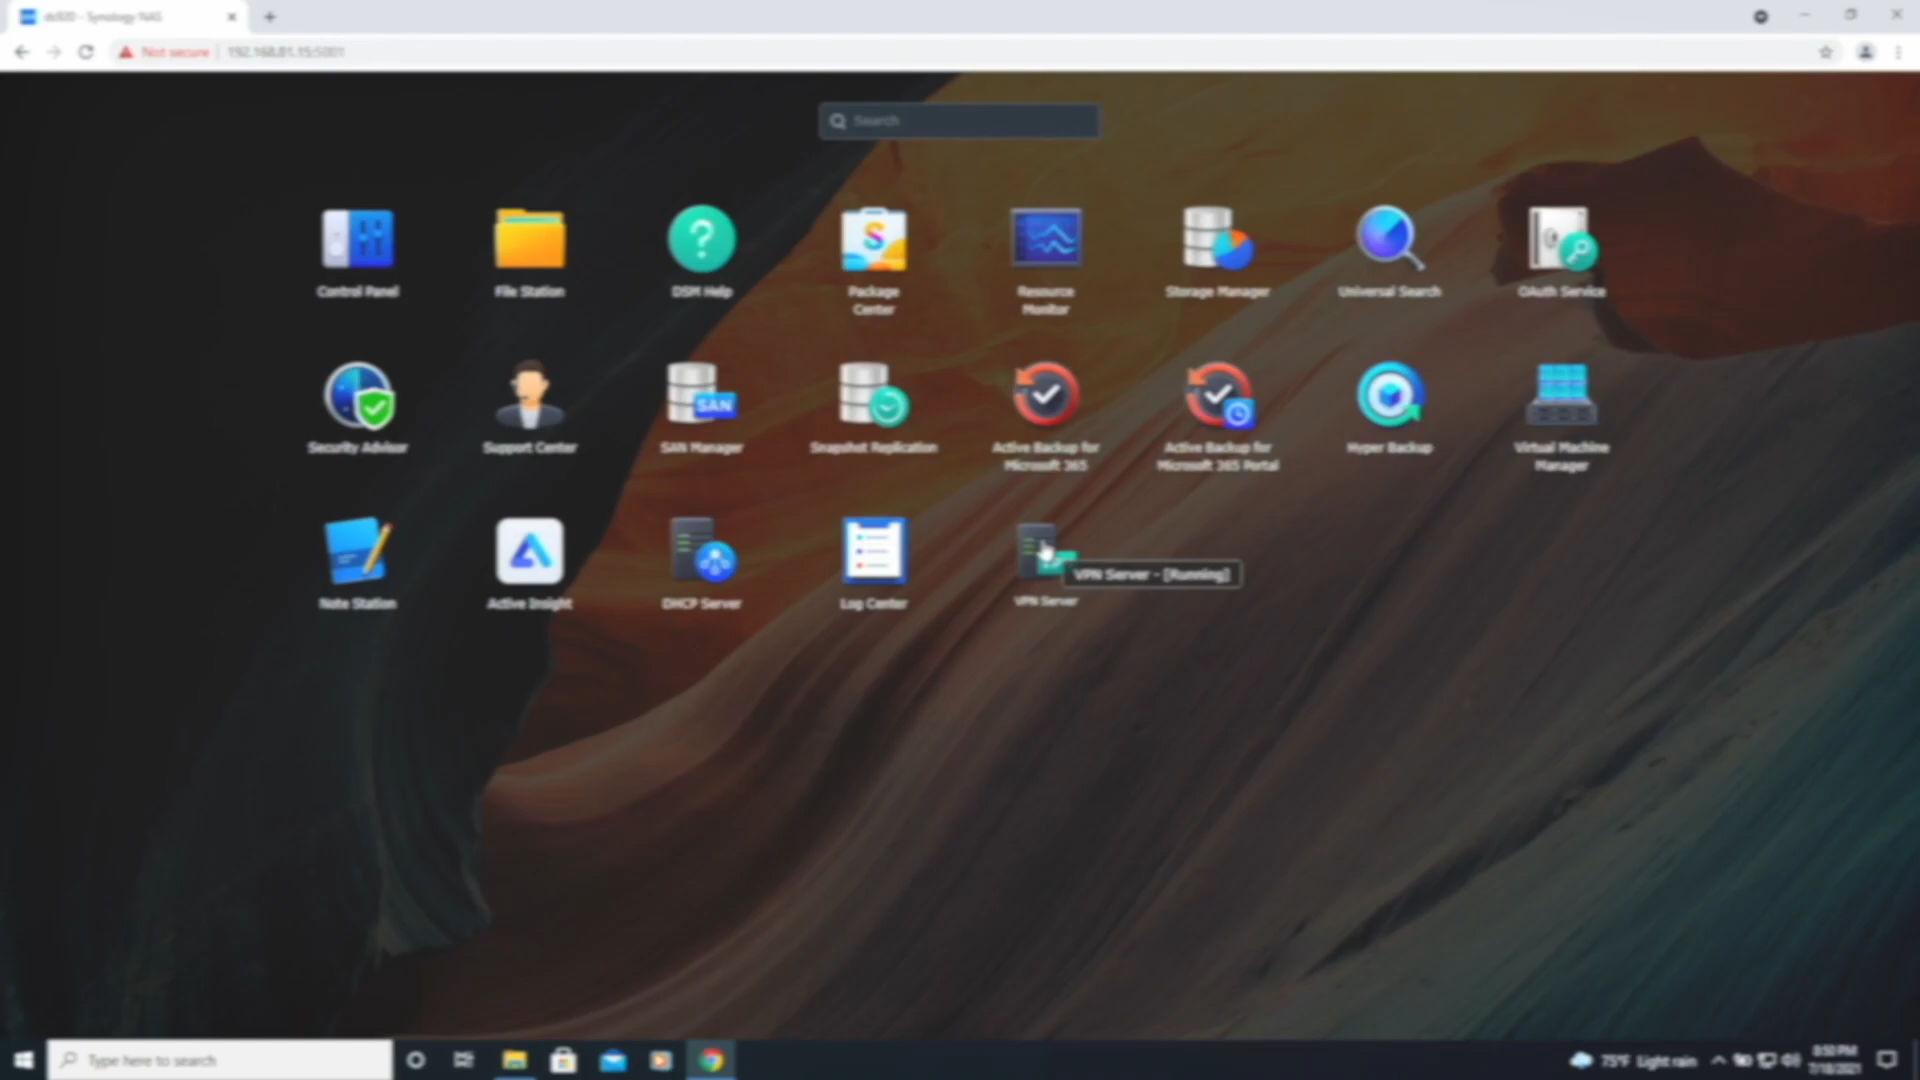 ds920 - Synology NAS
Not secure
192.168.81.15:5001
Search
Control Panel
File Station
DSM Help
Package
Center
Resource
Monitor
Storage Manager
Universal Search
OAuth Service
Security Advisor
Support Center
SAN
SAN Manager
Snapshot Replication
Active Backup for
Microsoft 365
Active Backup for
Microsoft 365 Portal
Hyper Backup
Virtual Machine
Manager
Note Station
Active Insight
DHCP Server
Log Center
VPN Server
VPN Server - [Running]
Type here to search
75°F Light rain
8:50 PM
7/18/2021